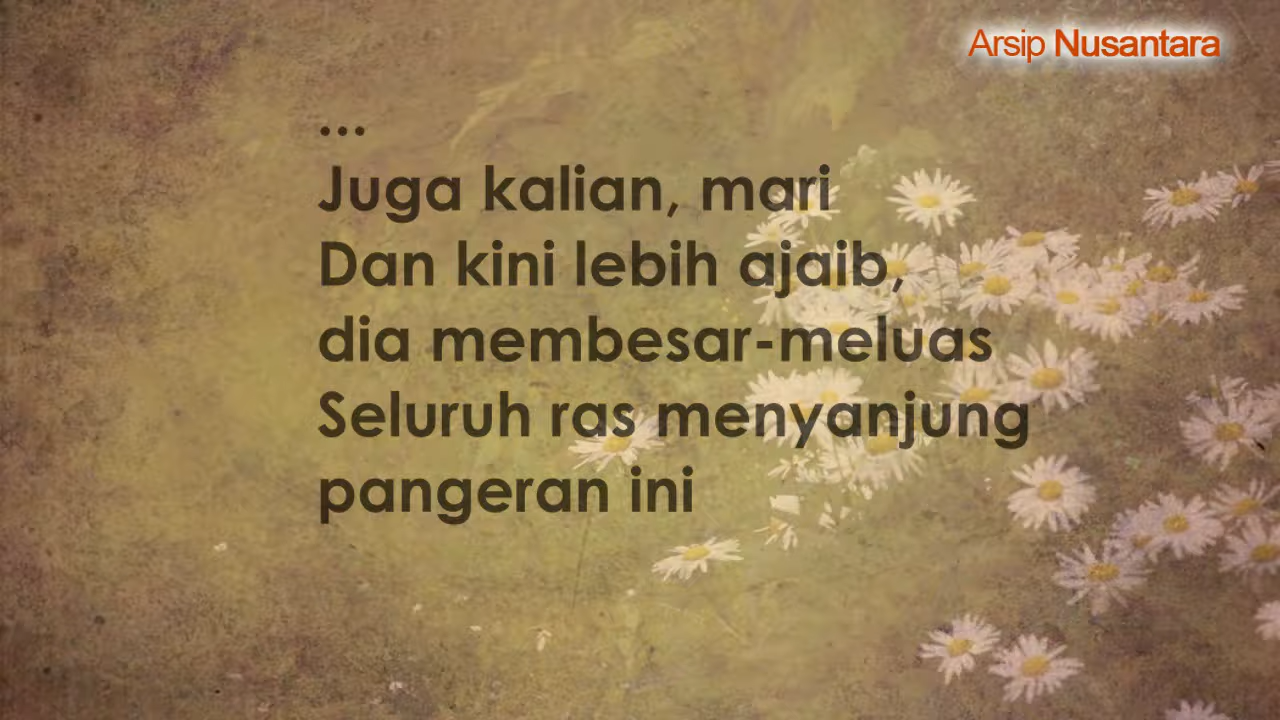 Arsip Nusantara
...
Juga kalian, mari
Dan kini lebih ajaib,
dia membesar-meluas
Seluruh ras menyanjung
pangeran ini